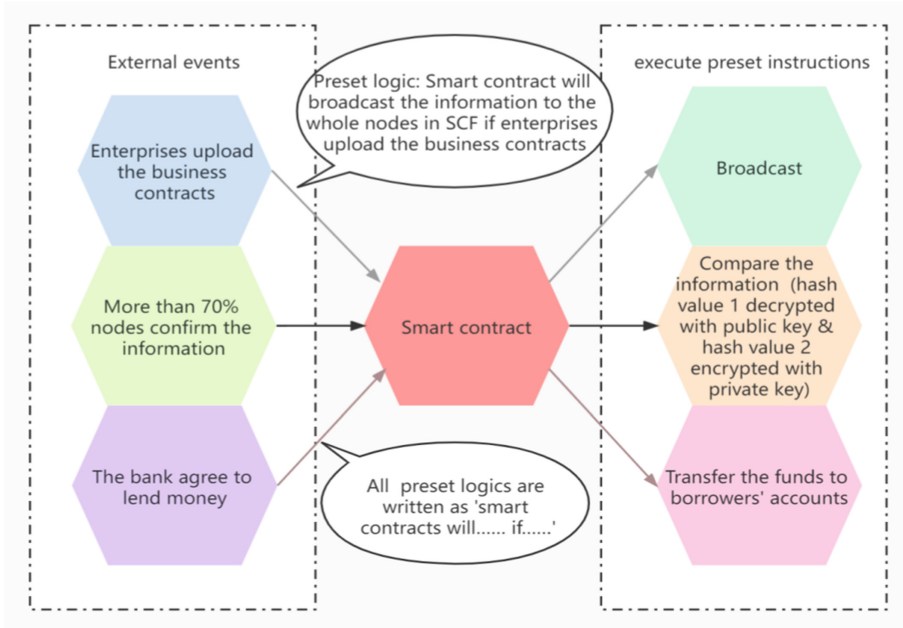 External events
Enterprises upload
the business
contracts
More than 70%
nodes confirm the
information
The bank agree to
lend money
Preset logic: Smart contract will
broadcast the information to the
whole nodes in SCF if enterprises
upload the business contracts
Smart contract
All preset logics are
written as 'smart
contracts will...... if......'
execute preset instructions
Broadcast
Compare the
information (hash
value 1 decrypted
with public key &
hash value 2
encrypted with
private key)
Transfer the funds to
borrowers' accounts